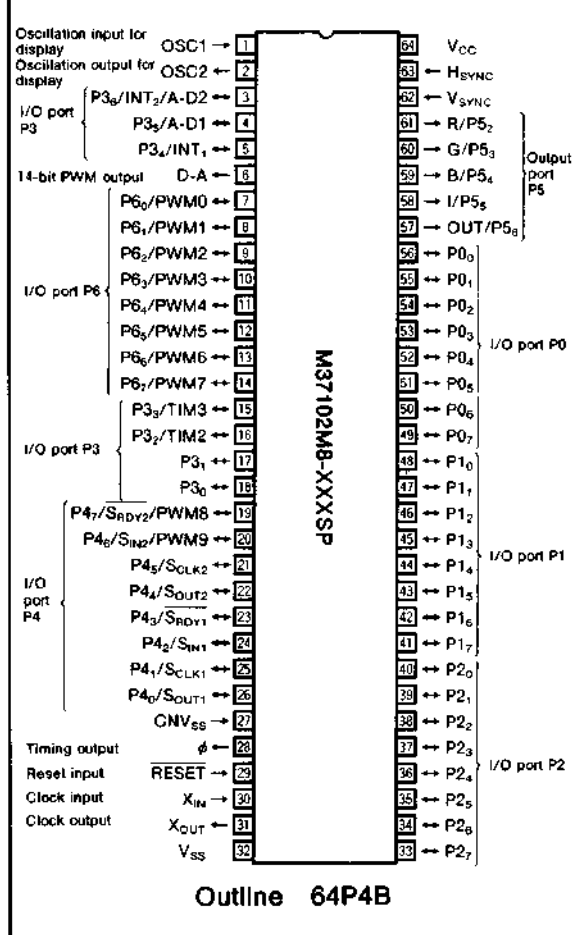 Oscillation input for
display
OSC1 → 1
Oscillation output for
display
OSC2 ← 2
I/O port
P3
P3₆/INT₂/A-D2 ↔ 3
P3₅/A-D1 ↔ 4
P3₄/INT₁ ↔ 5
14-bit PWM output
D-A ← 6
I/O port P6
P6₀/PWM0 ↔ 7
P6₁/PWM1 ↔ 8
P6₂/PWM2 ↔ 9
P6₃/PWM3 ↔ 10
P6₄/PWM4 ↔ 11
P6₅/PWM5 ↔ 12
P6₆/PWM6 ↔ 13
P6₇/PWM7 ↔ 14
I/O port P3
P3₃/TIM3 ↔ 15
P3₂/TIM2 ↔ 16
P3₁ ↔ 17
P3₀ ↔ 18
I/O
port
P4
P4₇/S̅RDY2/PWM8 ↔ 19
P4₆/SIN2/PWM9 ↔ 20
P4₅/SCLK2 ↔ 21
P4₄/SOUT2 ↔ 22
P4₃/S̅RDY1 ↔ 23
P4₂/SIN1 ↔ 24
P4₁/SCLK1 ↔ 25
P4₀/SOUT1 ↔ 26
CNVSS → 27
Timing output
φ ← 28
Reset input
RESET → 29
Clock input
XIN → 30
Clock output
XOUT ← 31
VSS 32
M37102M8-XXXSP
64 VCC
63 ← HSYNC
62 ← VSYNC
61 → R/P5₂
60 → G/P5₃
59 → B/P5₄
58 → I/P5₅
57 → OUT/P5₆
Output
port
P5
56 ↔ P0₀
55 ↔ P0₁
54 ↔ P0₂
53 ↔ P0₃
52 ↔ P0₄
51 ↔ P0₅
50 ↔ P0₆
49 ↔ P0₇
I/O port P0
48 ↔ P1₀
47 ↔ P1₁
46 ↔ P1₂
45 ↔ P1₃
44 ↔ P1₄
43 ↔ P1₅
42 ↔ P1₆
41 ↔ P1₇
I/O port P1
40 ↔ P2₀
39 ↔ P2₁
38 ↔ P2₂
37 ↔ P2₃
36 ↔ P2₄
35 ↔ P2₅
34 ↔ P2₆
33 ↔ P2₇
I/O port P2
Outline 64P4B